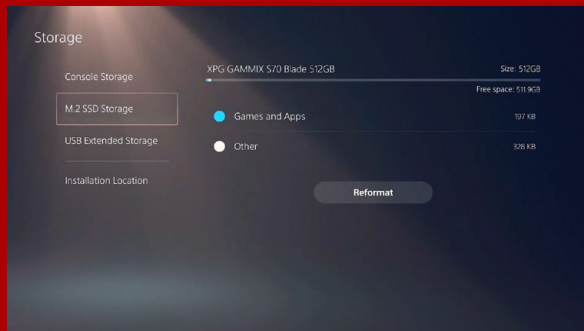 Storage
Console Storage
M.2 SSD Storage
USB Extended Storage
Installation Location
XPG GAMMIX S70 Blade 512GB
Size: 512GB
Free space: 511.9GB
Games and Apps
197 KB
Other
328 KB
Reformat